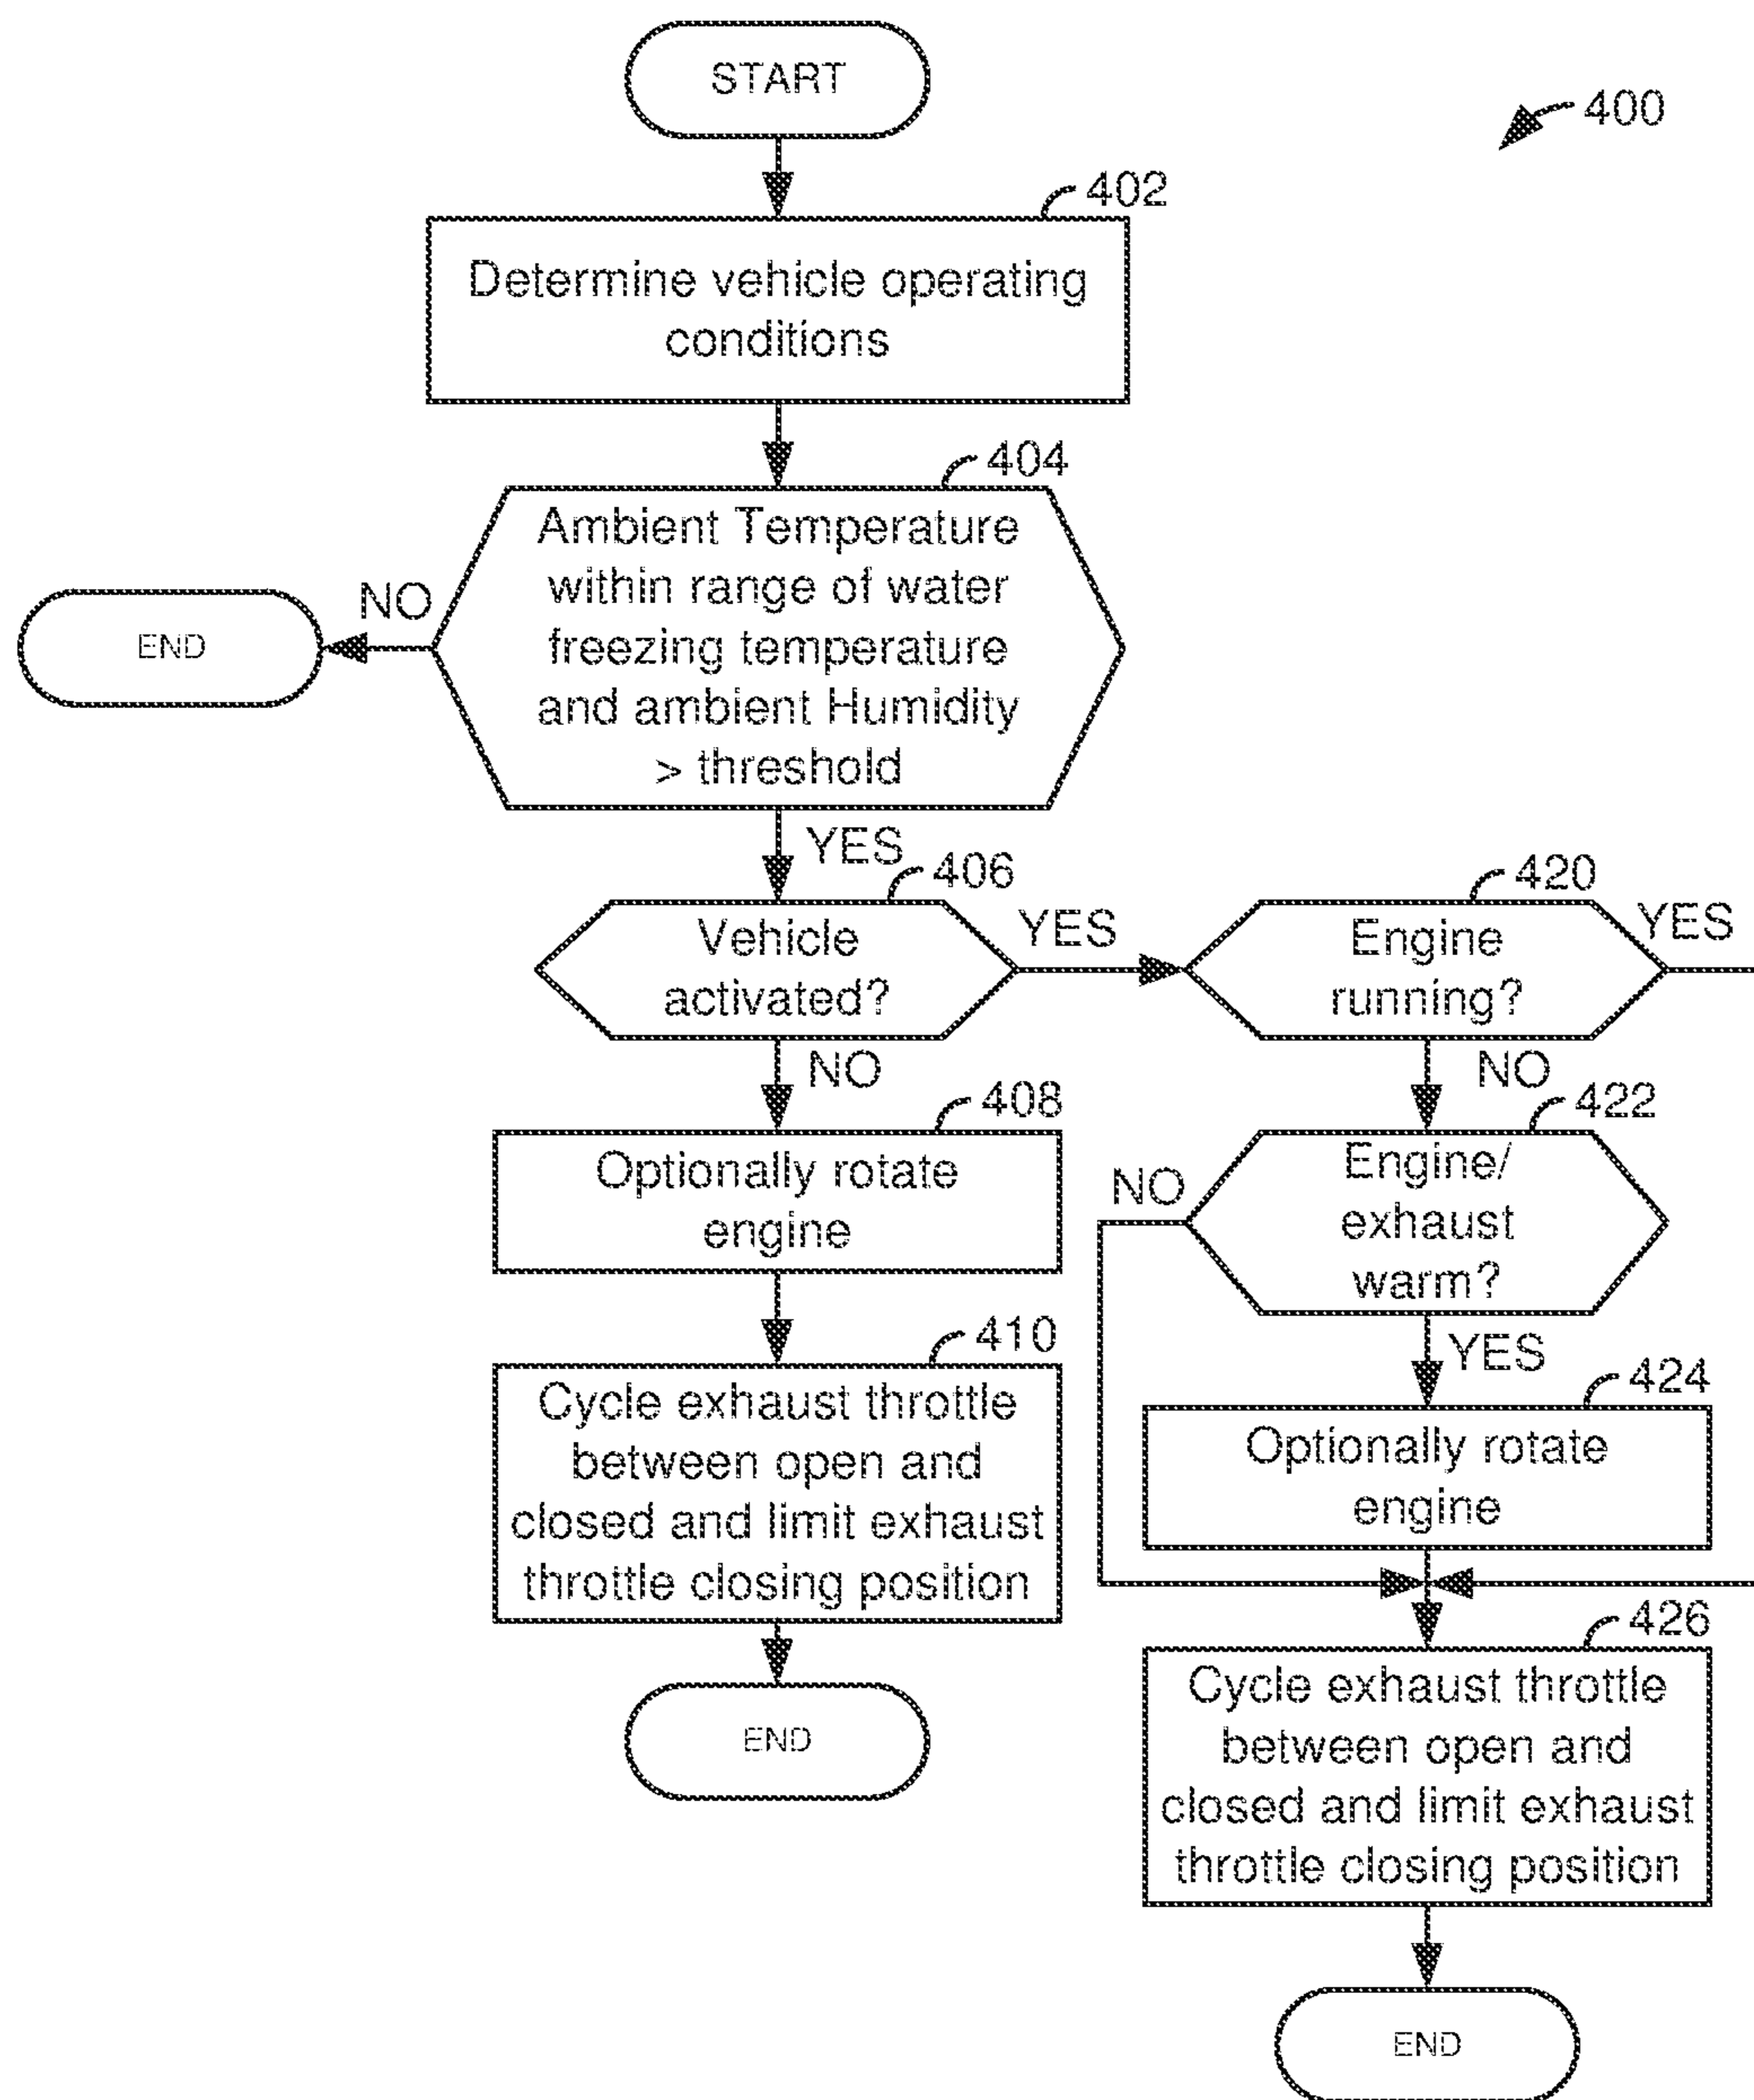 START
400
402
Determine vehicle operating
conditions
404
Ambient Temperature
within range of water
freezing temperature
and ambient Humidity
> threshold
NO
END
YES
406
Vehicle
activated?
YES
420
Engine
running?
YES
NO
408
Optionally rotate
engine
410
Cycle exhaust throttle
between open and
closed and limit exhaust
throttle closing position
END
NO
422
Engine/
exhaust
warm?
NO
YES
424
Optionally rotate
engine
426
Cycle exhaust throttle
between open and
closed and limit exhaust
throttle closing position
END